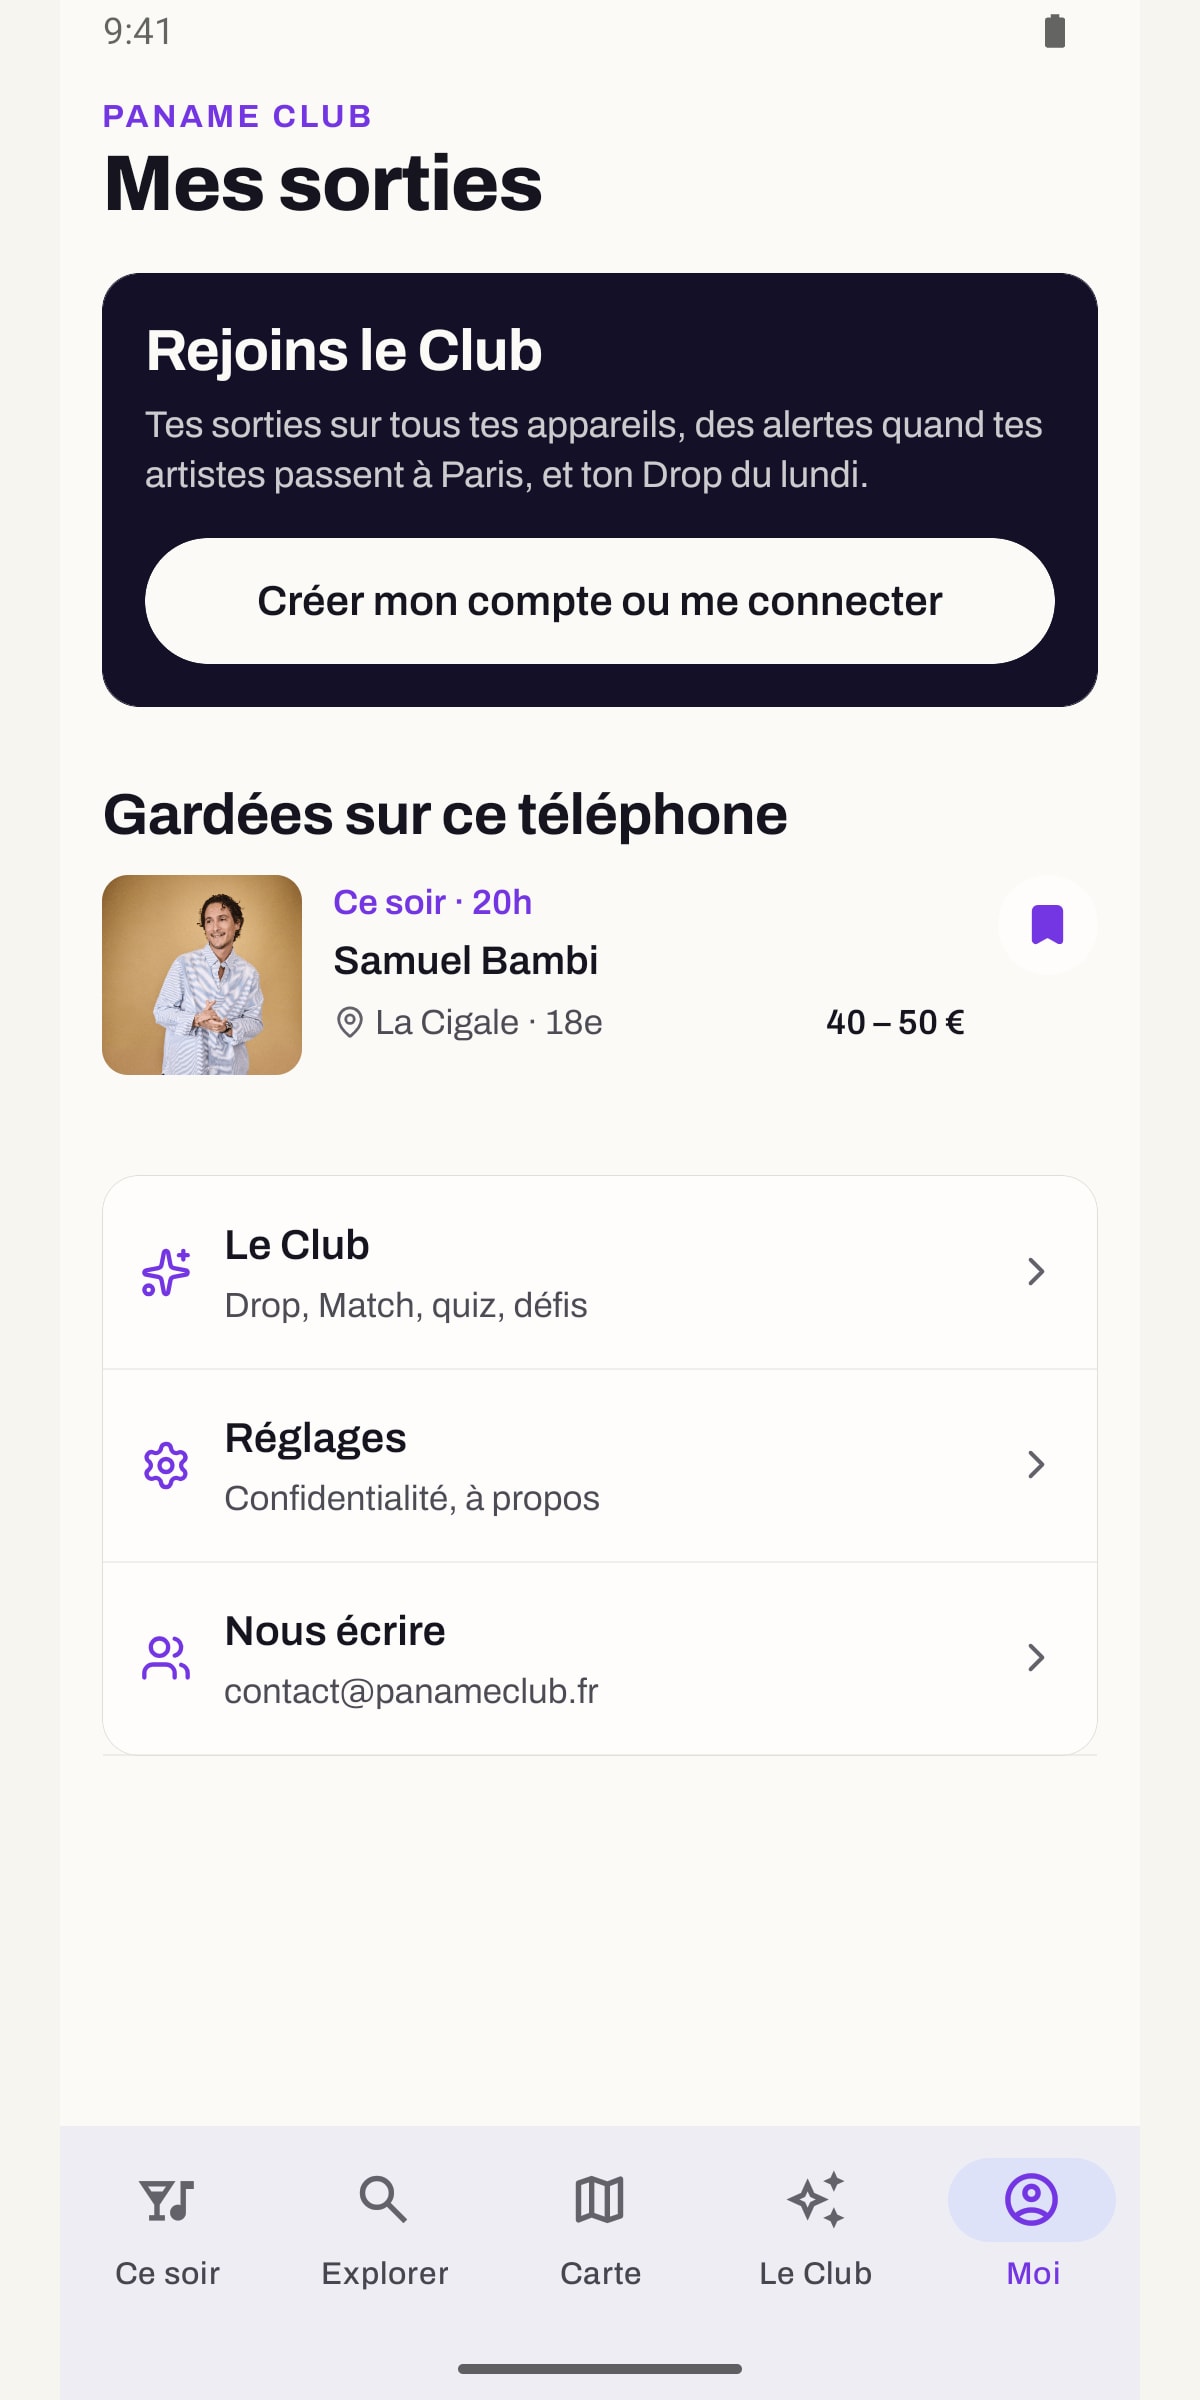 9:41
PANAME CLUB
Mes sorties
Rejoins le Club
Tes sorties sur tous tes appareils, des alertes quand tes
artistes passent à Paris, et ton Drop du lundi.
Créer mon compte ou me connecter
Gardées sur ce téléphone
Ce soir · 20h
Samuel Bambi
La Cigale · 18e
40 – 50 €
Le Club
Drop, Match, quiz, défis
Réglages
Confidentialité, à propos
Nous écrire
contact@panameclub.fr
Ce soir
Explorer
Carte
Le Club
Moi